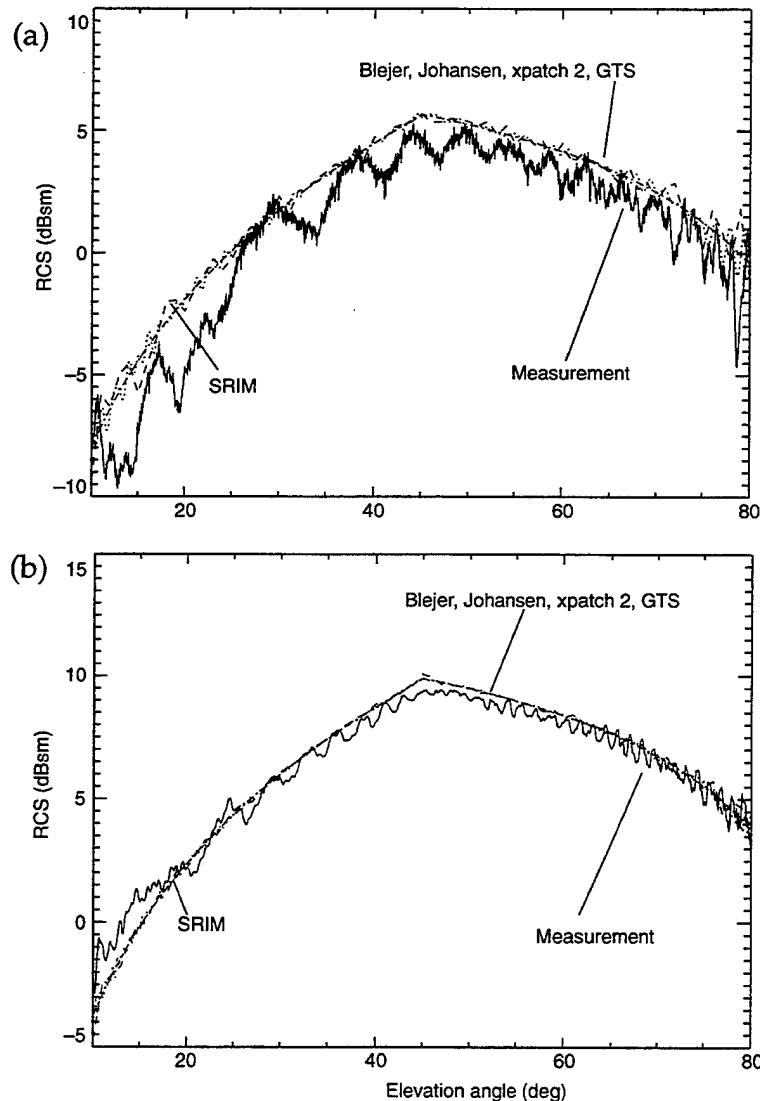 (a)
10
Blejer, Johansen, xpatch 2, GTS
5
RCS (dBsm)
0
SRIM
Measurement
−5
−10
20
40
60
80
(b)
15
Blejer, Johansen, xpatch 2, GTS
10
RCS (dBsm)
5
0
SRIM
Measurement
−5
20
40
60
80
Elevation angle (deg)